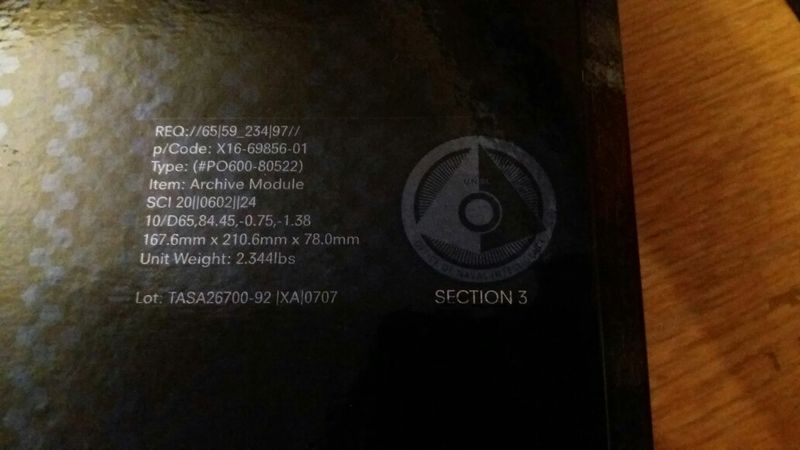 REQ://65|59_234|97//
p/Code: X16-69856-01
Type: (#PO600-80522)
Item: Archive Module
SCI 20||0602||24
10/D65,84.45,-0.75,-1.38
167.6mm x 210.6mm x 78.0mm
Unit Weight: 2.344lbs
Lot: TASA26700-92 |XA|0707
OF NAVAL
SECTION 3